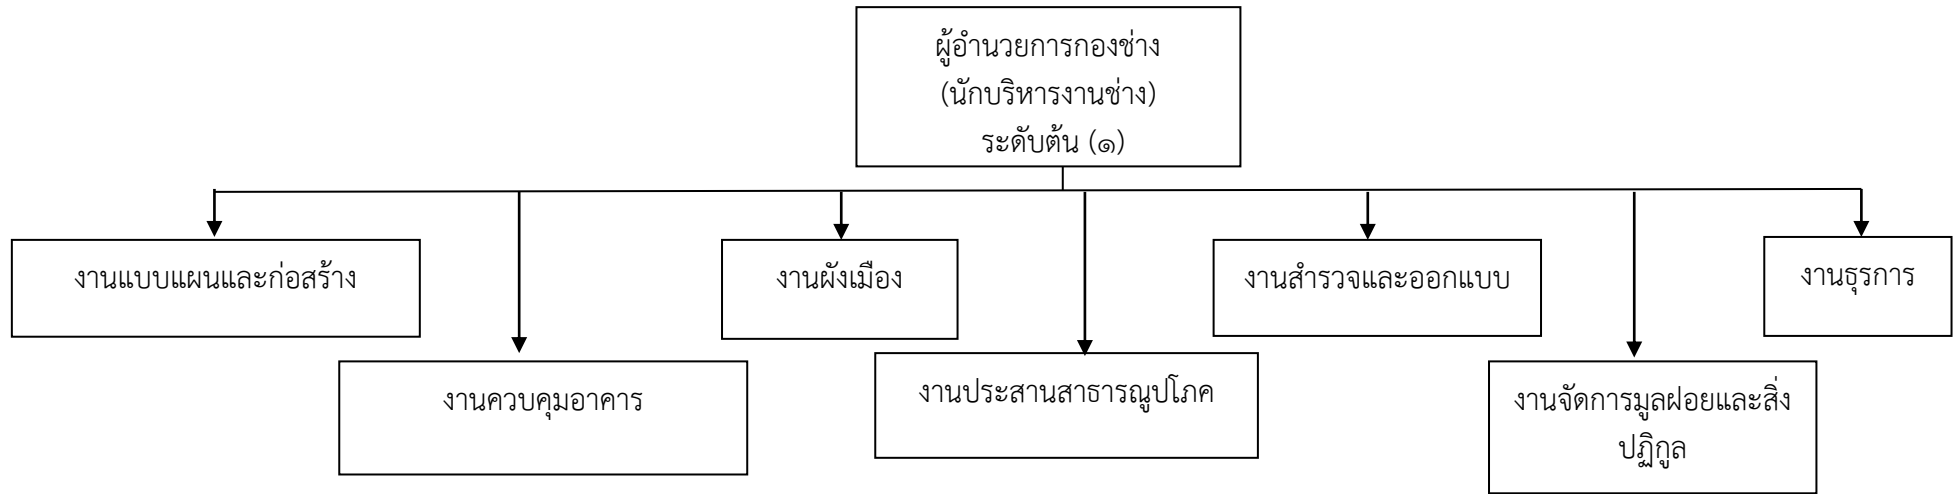 ผู้อำนวยการกองช่าง
(นักบริหารงานช่าง)
ระดับต้น (๑)
งานแบบแผนและก่อสร้าง
งานผังเมือง
งานสำรวจและออกแบบ
งานธุรการ
งานควบคุมอาคาร
งานประสานสาธารณูปโภค
งานจัดการมูลฝอยและสิ่ง
ปฏิกูล